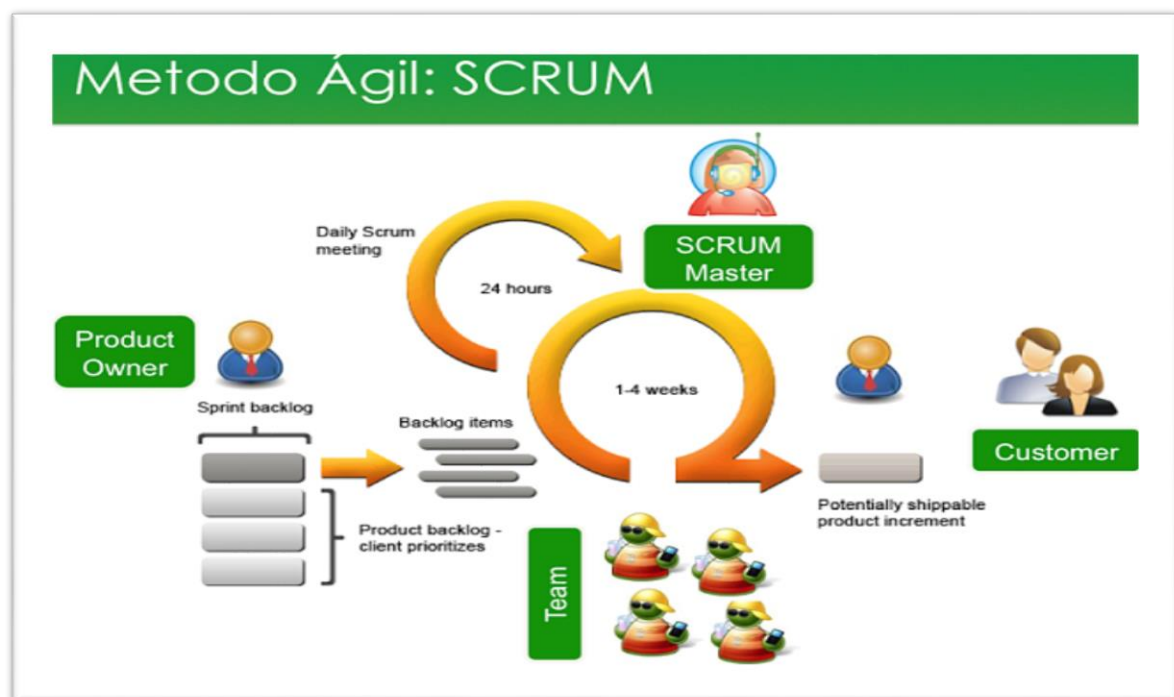 Metodo Ágil: SCRUM
SCRUM
Master
Daily Scrum
meeting
24 hours
Product
Owner
Sprint backlog
1-4 weeks
Backlog items
Customer
Potentially shippable
product increment
Product backlog -
client prioritizes
Team